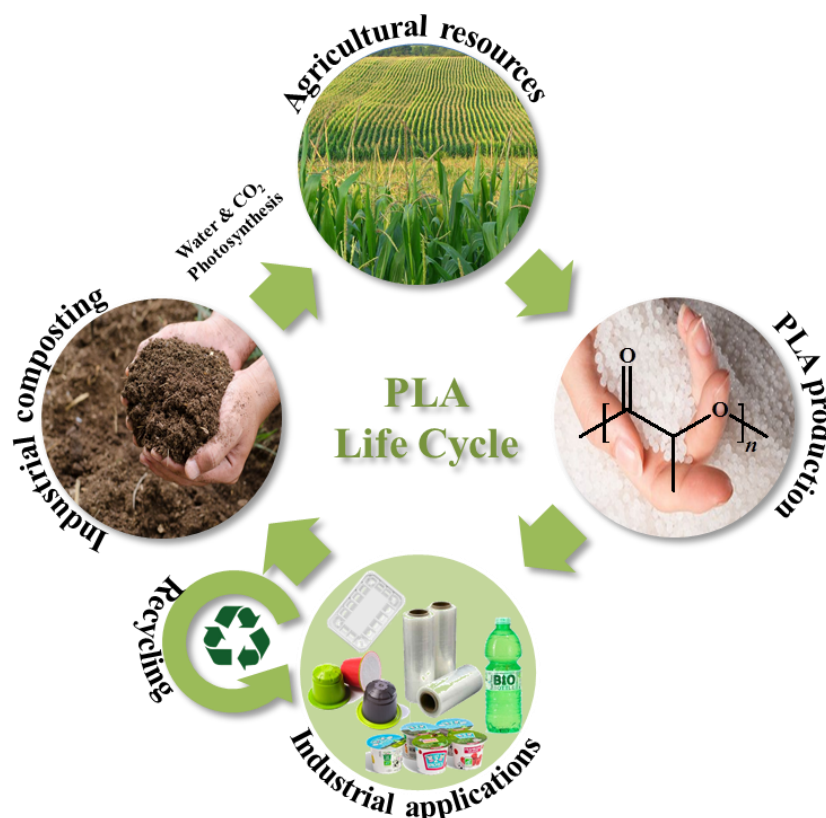 Agricultural resources
Water & CO₂
Photosynthesis
PLA production
O
O
n
PLA
Life Cycle
Industrial composting
Recycling
BIO
Industrial applications